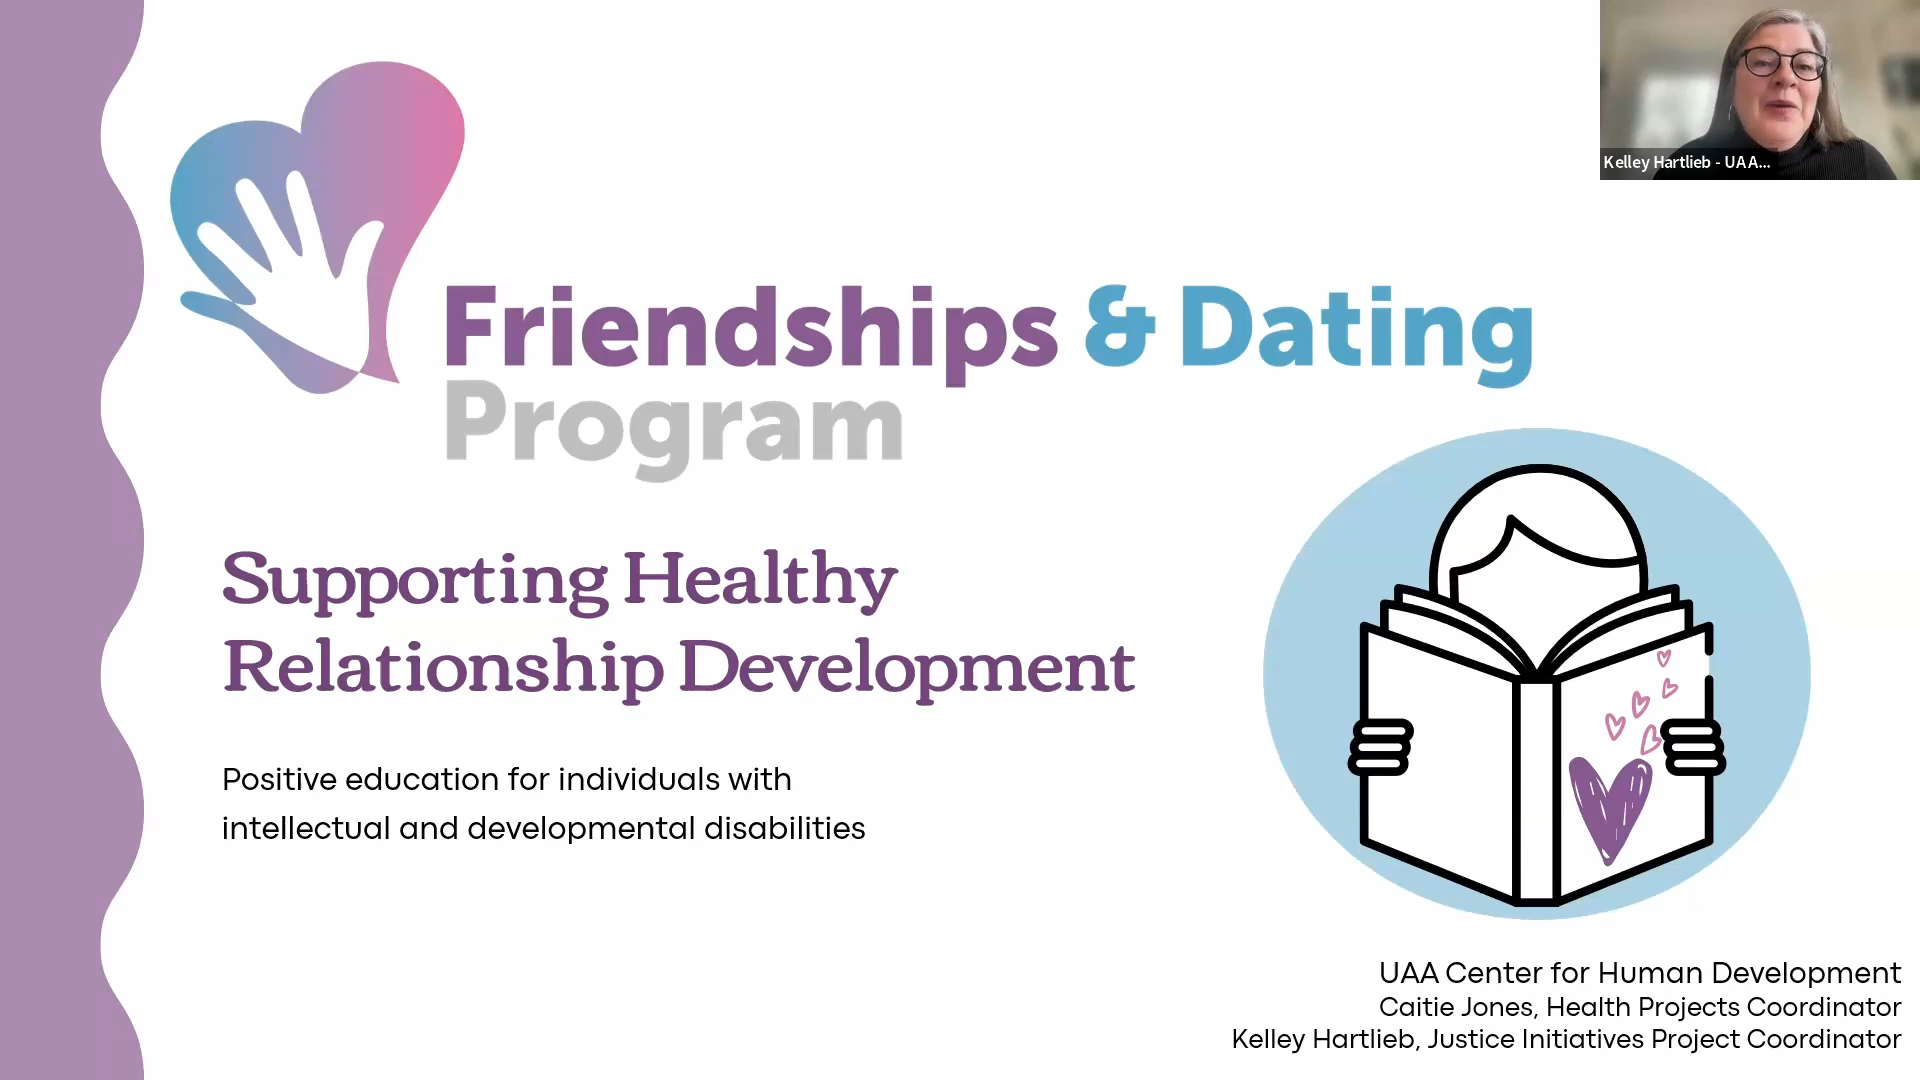 Kelley Hartlieb - UAA...
Friendships & Dating
Program
Supporting Healthy
Relationship Development
Positive education for individuals with
intellectual and developmental disabilities
UAA Center for Human Development
Caitie Jones, Health Projects Coordinator
Kelley Hartlieb, Justice Initiatives Project Coordinator